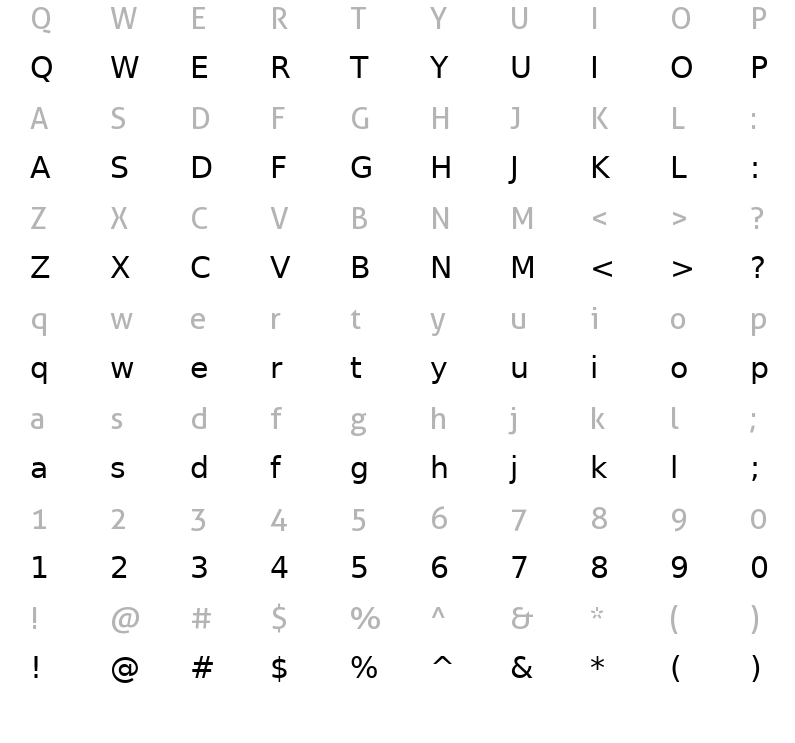 Q W E R T Y U I O P
Q W E R T Y U I O P
A S D F G H J K L :
A S D F G H J K L :
Z X C V B N M < > ?
Z X C V B N M < > ?
q w e r t y u i o p
q w e r t y u i o p
a s d f g h j k l ;
a s d f g h j k l ;
1 2 3 4 5 6 7 8 9 0
1 2 3 4 5 6 7 8 9 0
! @ # $ % ^ & * ( )
! @ # $ % ^ & * ( )